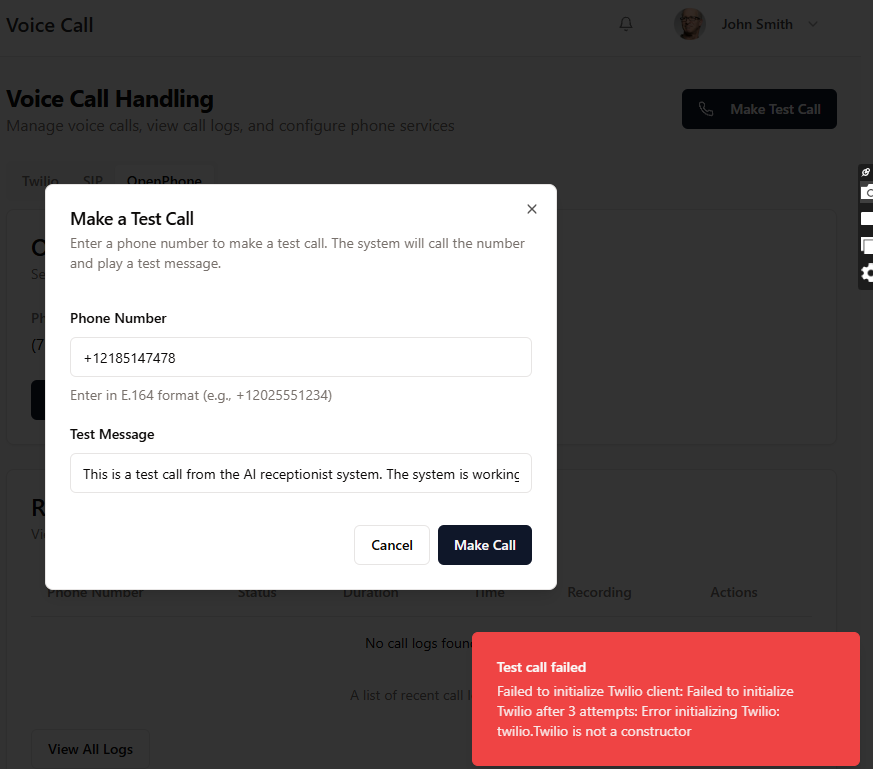 Voice Call
John Smith
Voice Call Handling
Manage voice calls, view call logs, and configure phone services
Make Test Call
Twilio SIP OpenPhone
Make a Test Call
Enter a phone number to make a test call. The system will call the number
and play a test message.
Phone Number
+12185147478
Enter in E.164 format (e.g., +12025551234)
Test Message
This is a test call from the AI receptionist system. The system is working
Cancel
Make Call
Phone Number Status Duration Time Recording Actions
No call logs
A list of recent call
View All Logs
Test call failed
Failed to initialize Twilio client: Failed to initialize
Twilio after 3 attempts: Error initializing Twilio:
twilio.Twilio is not a constructor